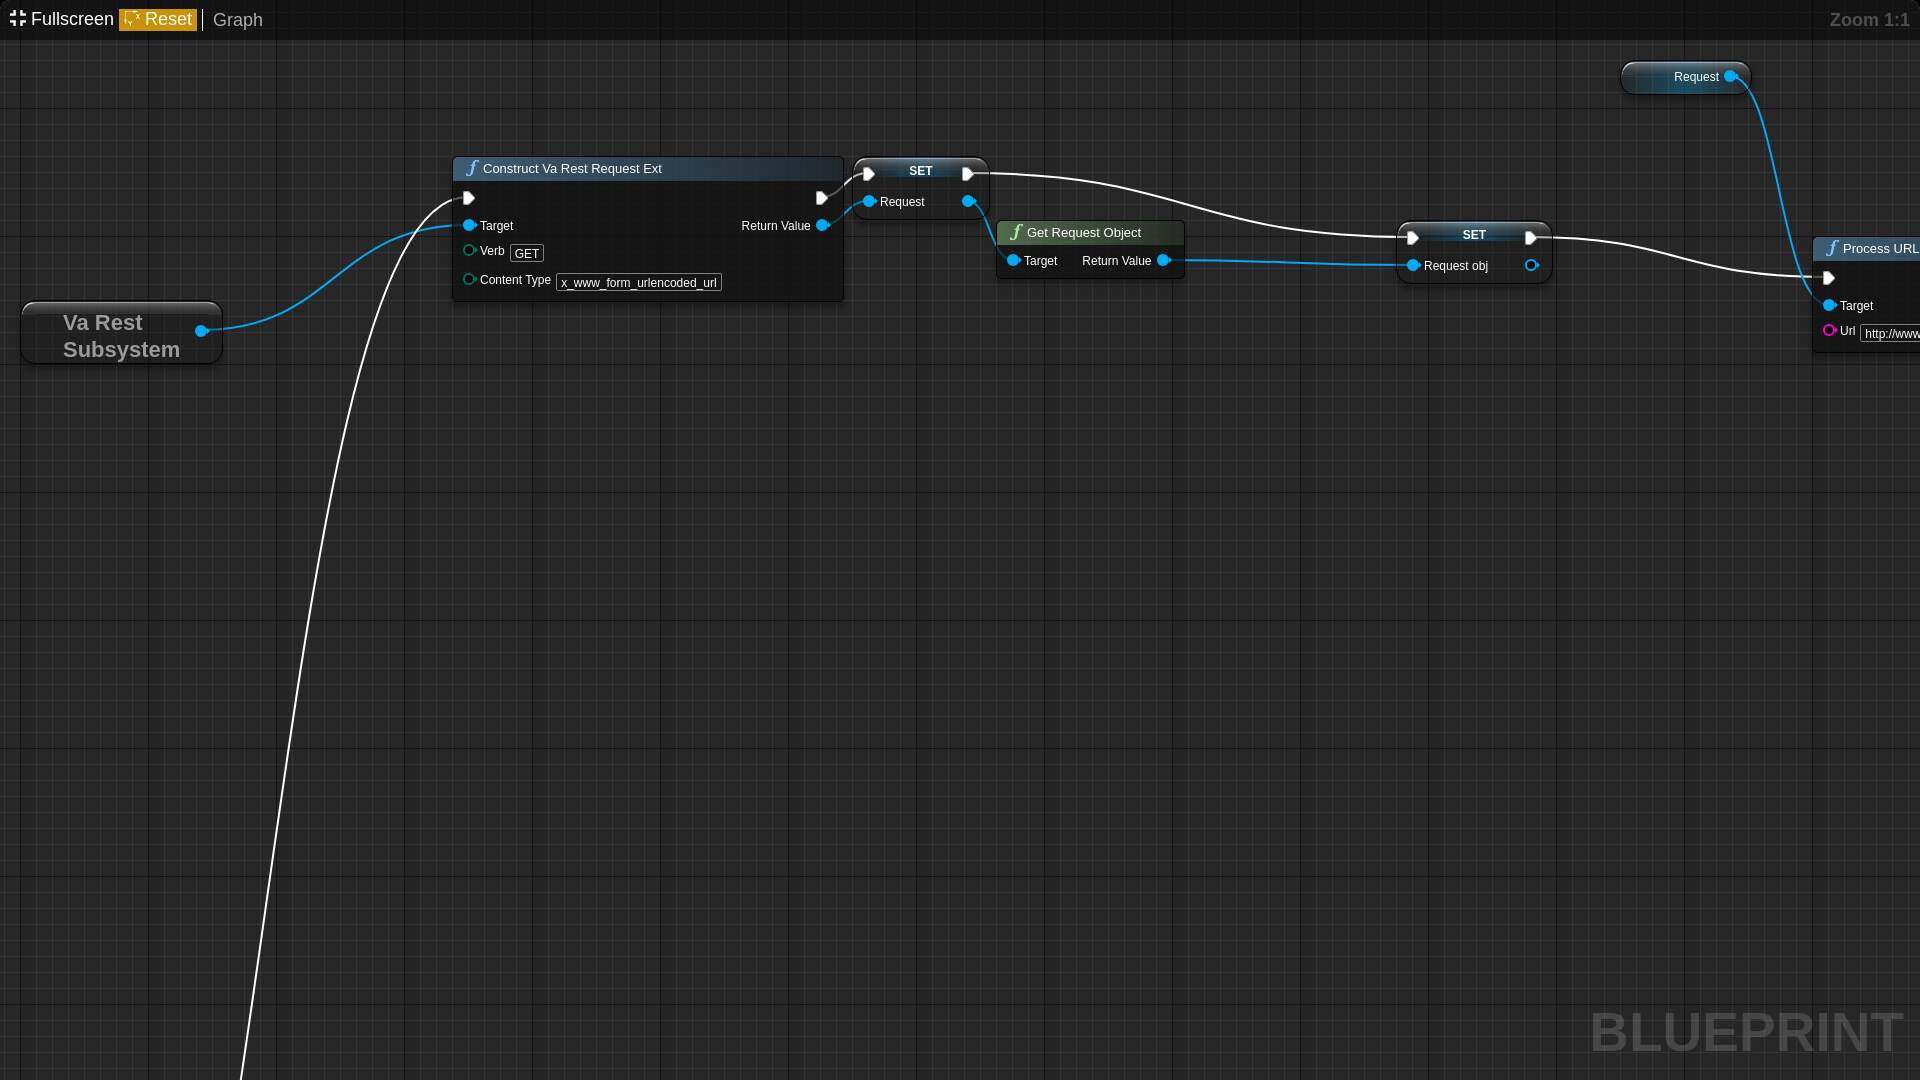 Fullscreen Reset Graph Zoom 1:1
Request
Construct Va Rest Request Ext
Target Return Value
Verb GET
Content Type x_www_form_urlencoded_url
SET
Request
Get Request Object
Target Return Value
SET
Request obj
Process URL
Target
Url http://www
Va Rest
Subsystem
BLUEPRINT